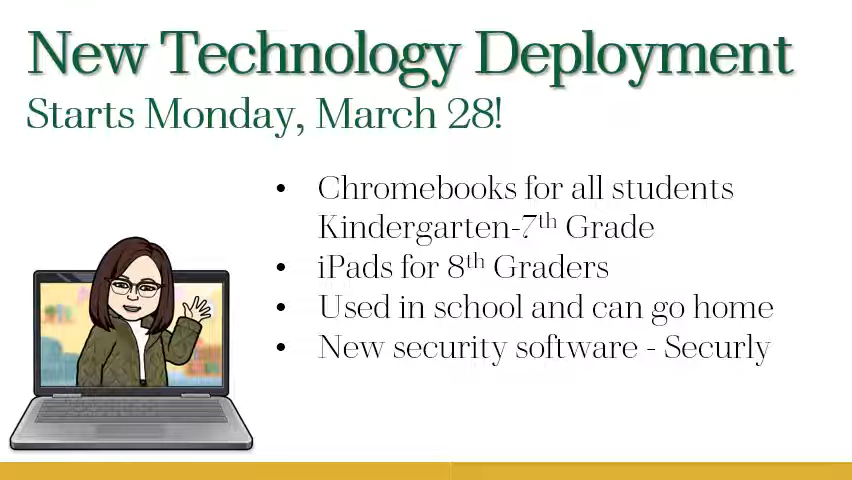 New Technology Deployment
Starts Monday, March 28!
• Chromebooks for all students
Kindergarten-7th Grade
• iPads for 8th Graders
• Used in school and can go home
• New security software - Securly